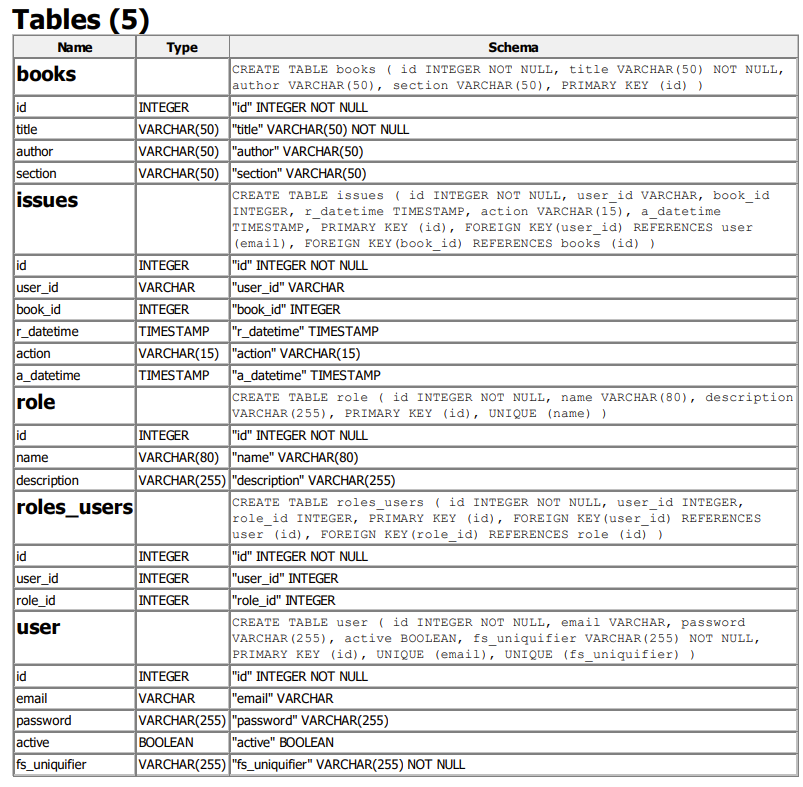 Tables (5)
Name Type Schema
books CREATE TABLE books ( id INTEGER NOT NULL, title VARCHAR(50) NOT NULL,
author VARCHAR(50), section VARCHAR(50), PRIMARY KEY (id) )
id INTEGER "id" INTEGER NOT NULL
title VARCHAR(50) "title" VARCHAR(50) NOT NULL
author VARCHAR(50) "author" VARCHAR(50)
section VARCHAR(50) "section" VARCHAR(50)
issues CREATE TABLE issues ( id INTEGER NOT NULL, user_id VARCHAR, book_id
INTEGER, r_datetime TIMESTAMP, action VARCHAR(15), a_datetime
TIMESTAMP, PRIMARY KEY (id), FOREIGN KEY(user_id) REFERENCES user
(email), FOREIGN KEY(book_id) REFERENCES books (id) )
id INTEGER "id" INTEGER NOT NULL
user_id VARCHAR "user_id" VARCHAR
book_id INTEGER "book_id" INTEGER
r_datetime TIMESTAMP "r_datetime" TIMESTAMP
action VARCHAR(15) "action" VARCHAR(15)
a_datetime TIMESTAMP "a_datetime" TIMESTAMP
role CREATE TABLE role ( id INTEGER NOT NULL, name VARCHAR(80), description
VARCHAR(255), PRIMARY KEY (id), UNIQUE (name) )
id INTEGER "id" INTEGER NOT NULL
name VARCHAR(80) "name" VARCHAR(80)
description VARCHAR(255) "description" VARCHAR(255)
roles_users CREATE TABLE roles_users ( id INTEGER NOT NULL, user_id INTEGER,
role_id INTEGER, PRIMARY KEY (id), FOREIGN KEY(user_id) REFERENCES
user (id), FOREIGN KEY(role_id) REFERENCES role (id) )
id INTEGER "id" INTEGER NOT NULL
user_id INTEGER "user_id" INTEGER
role_id INTEGER "role_id" INTEGER
user CREATE TABLE user ( id INTEGER NOT NULL, email VARCHAR, password
VARCHAR(255), active BOOLEAN, fs_uniquifier VARCHAR(255) NOT NULL,
PRIMARY KEY (id), UNIQUE (email), UNIQUE (fs_uniquifier) )
id INTEGER "id" INTEGER NOT NULL
email VARCHAR "email" VARCHAR
password VARCHAR(255) "password" VARCHAR(255)
active BOOLEAN "active" BOOLEAN
fs_uniquifier VARCHAR(255) "fs_uniquifier" VARCHAR(255) NOT NULL